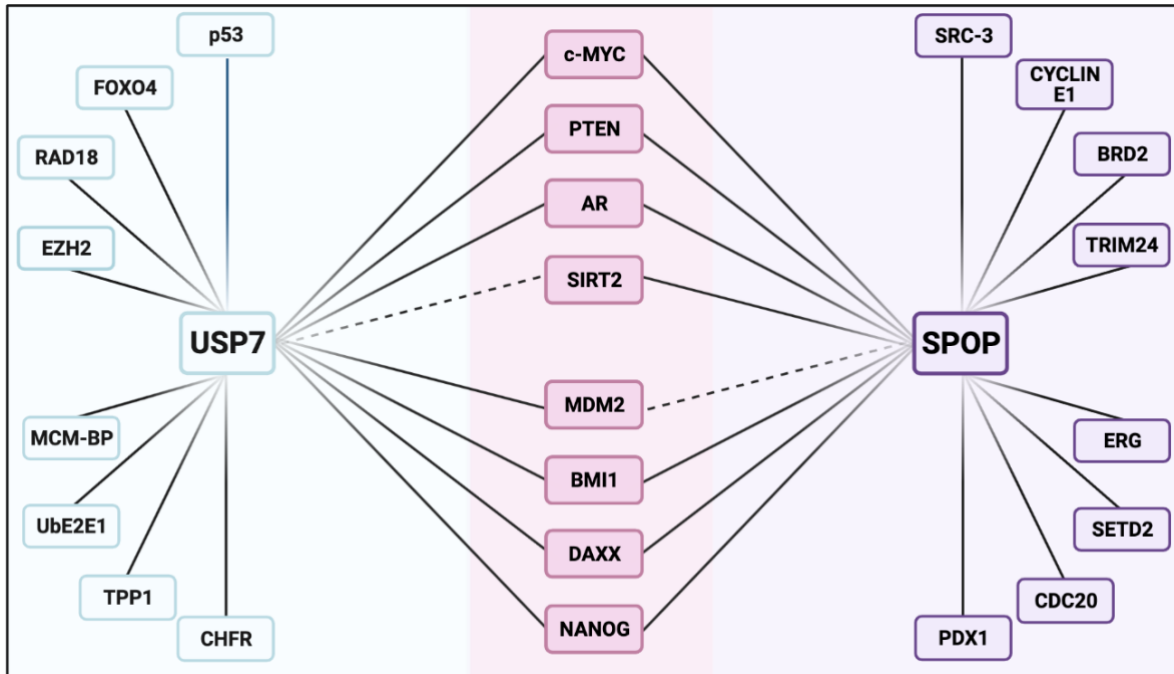 p53
FOXO4
RAD18
EZH2
USP7
MCM-BP
UbE2E1
TPP1
CHFR
c-MYC
PTEN
AR
SIRT2
MDM2
BMI1
DAXX
NANOG
SRC-3
CYCLIN
E1
BRD2
TRIM24
SPOP
ERG
SETD2
CDC20
PDX1